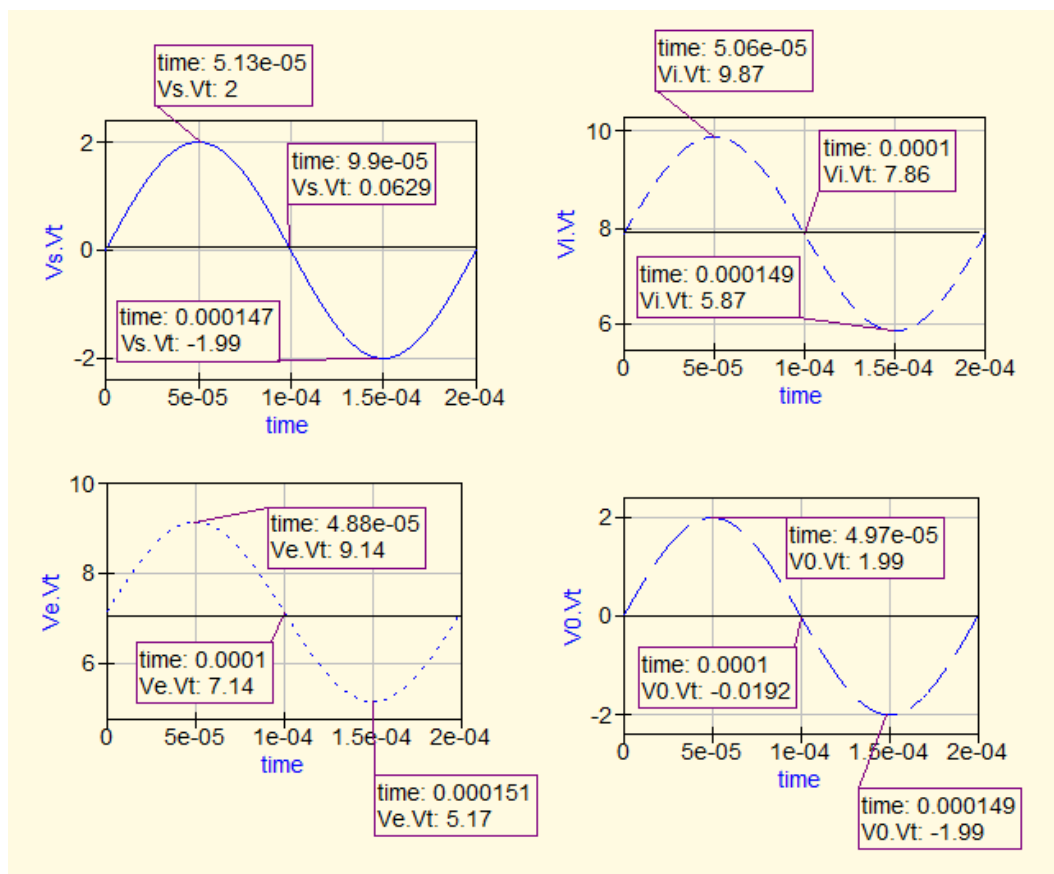 time: 5.13e-05
Vs.Vt: 2
time: 9.9e-05
Vs.Vt: 0.0629
time: 0.000147
Vs.Vt: -1.99
2
0
-2
Vs.Vt
0 5e-05 1e-04 1.5e-04 2e-04
time
time: 5.06e-05
Vi.Vt: 9.87
time: 0.0001
Vi.Vt: 7.86
time: 0.000149
Vi.Vt: 5.87
10
8
6
Vi.Vt
0 5e-05 1e-04 1.5e-04 2e-04
time
time: 4.88e-05
Ve.Vt: 9.14
time: 0.0001
Ve.Vt: 7.14
10
8
6
Ve.Vt
0 5e-05 1e-04 1.5e-04 2e-04
time
time: 0.000151
Ve.Vt: 5.17
time: 4.97e-05
V0.Vt: 1.99
time: 0.0001
V0.Vt: -0.0192
2
0
-2
V0.Vt
0 5e-05 1e-04 1.5e-04 2e-04
time
time: 0.000149
V0.Vt: -1.99